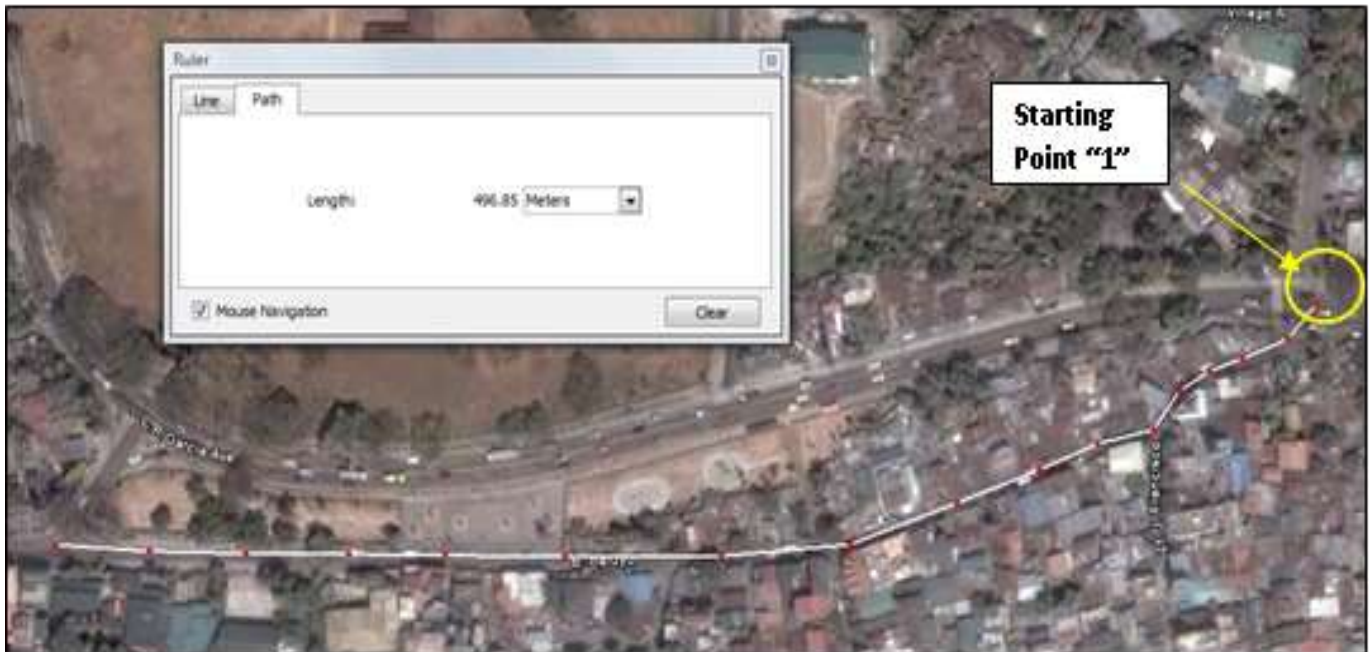 Ruler
Line Path
Length: 496.85 Meters
Mouse Navigation
Clear
Starting
Point “1”